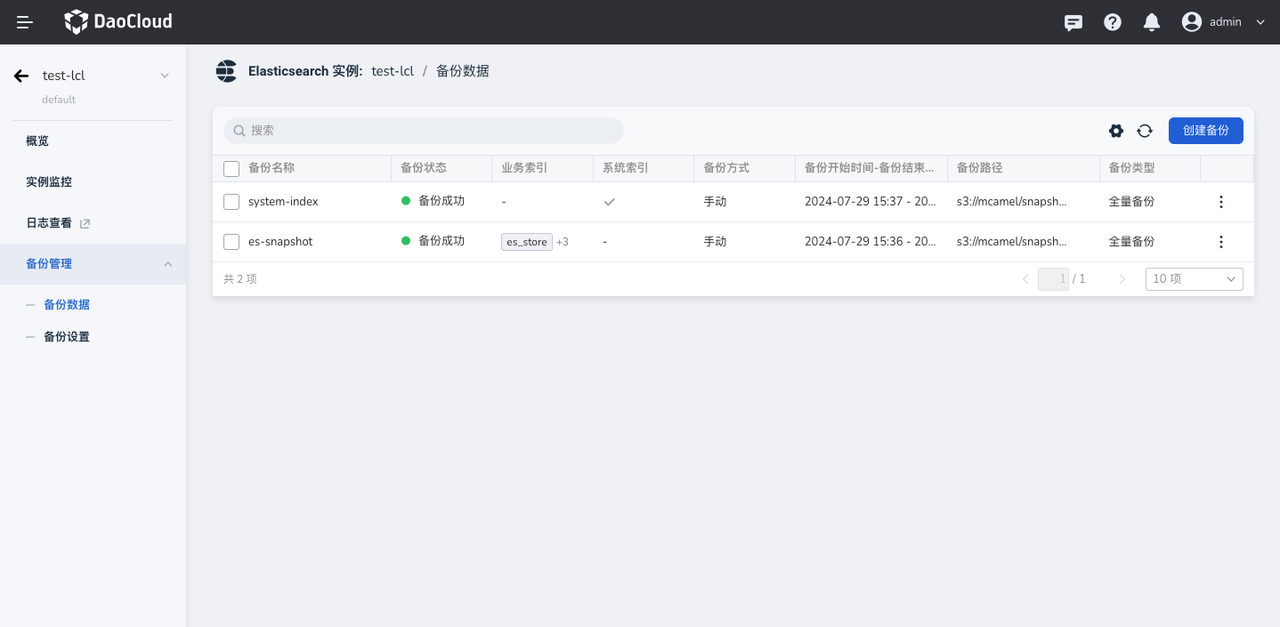 DaoCloud
admin
test-lcl
default
概览
实例监控
日志查看
备份管理
备份数据
备份设置
Elasticsearch 实例: test-lcl / 备份数据
搜索
创建备份
备份名称 备份状态 业务索引 系统索引 备份方式 备份开始时间-备份结束... 备份路径 备份类型
system-index 备份成功 - 手动 2024-07-29 15:37 - 20... s3://mcamel/snapsh... 全量备份
es-snapshot 备份成功 es_store +3 - 手动 2024-07-29 15:36 - 20... s3://mcamel/snapsh... 全量备份
共 2 项
1 / 1
10 项